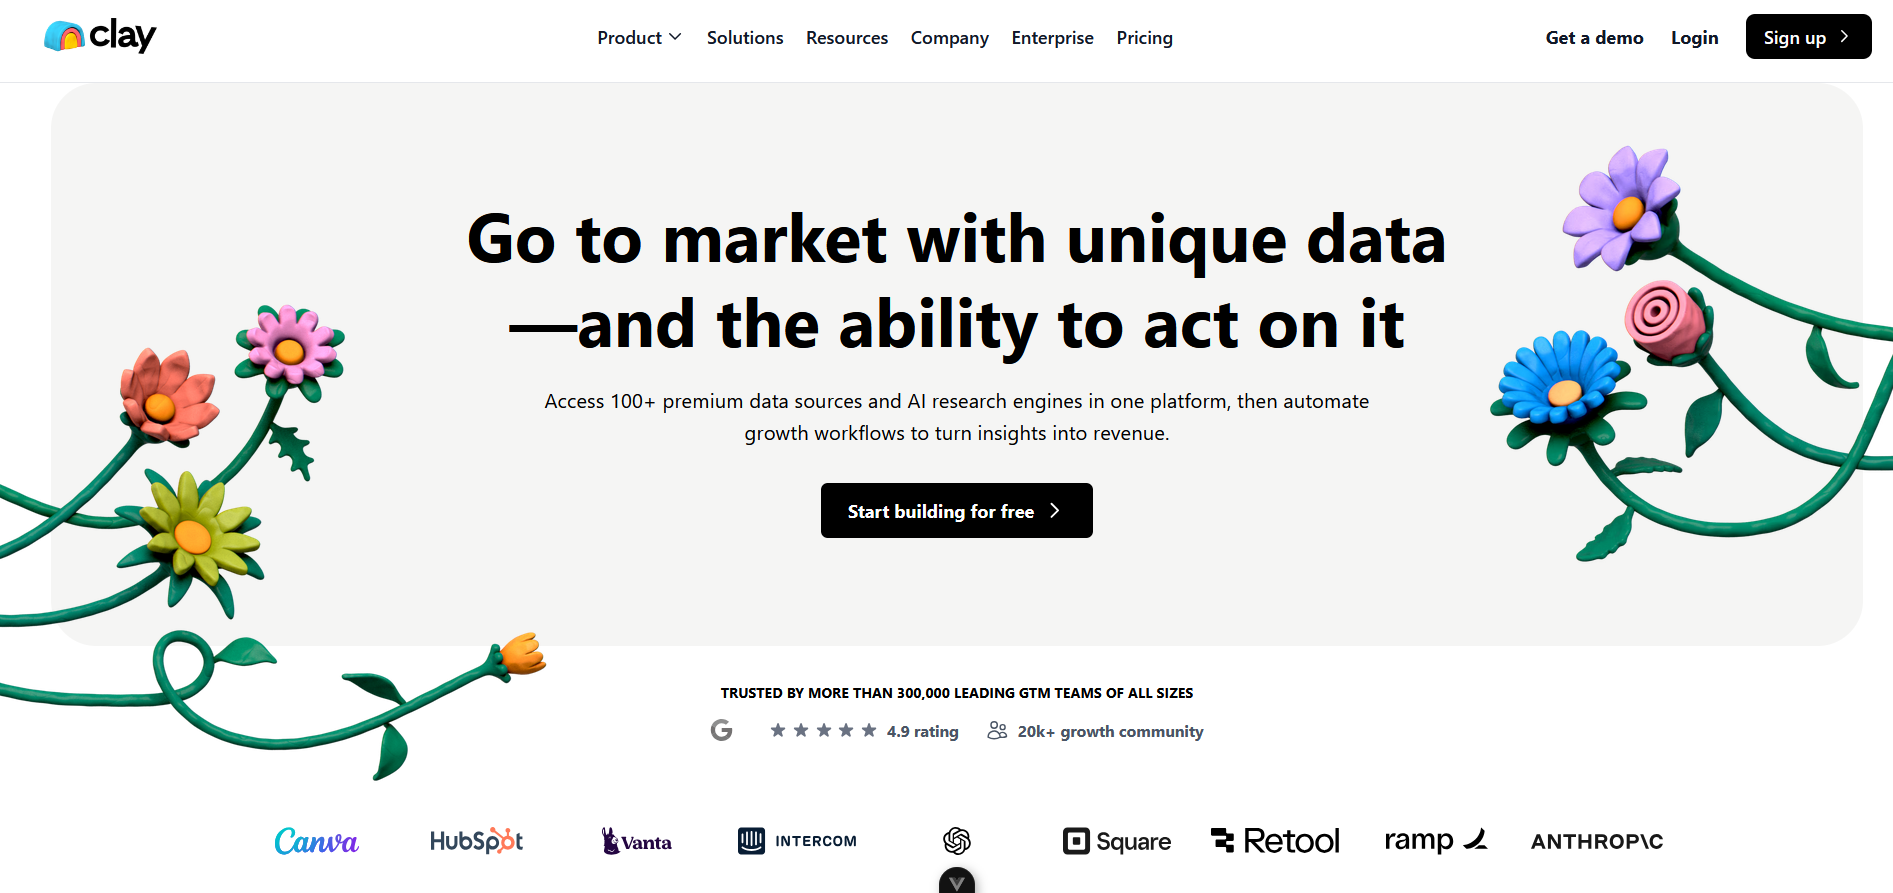 clay
Product
Solutions
Resources
Company
Enterprise
Pricing
Get a demo
Login
Sign up
Go to market with unique data
—and the ability to act on it
Access 100+ premium data sources and AI research engines in one platform, then automate
growth workflows to turn insights into revenue.
Start building for free
TRUSTED BY MORE THAN 300,000 LEADING GTM TEAMS OF ALL SIZES
G
4.9 rating
20k+ growth community
Canva
HubSpot
Vanta
INTERCOM
Square
Retool
ramp
ANTHROP\C